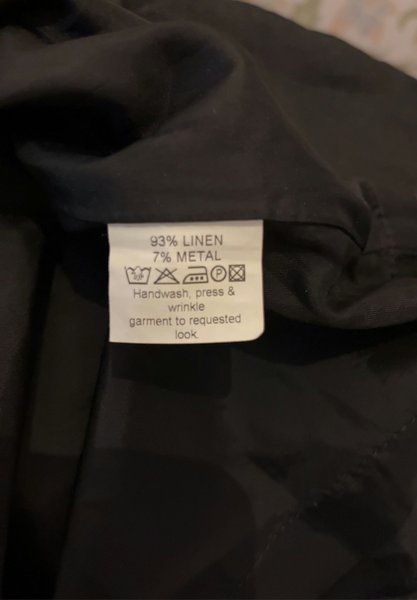 93% LINEN
7% METAL
Handwash, press &
wrinkle
garment to requested
look.